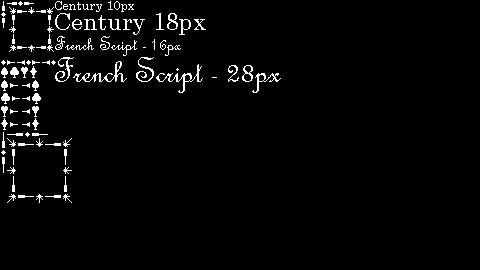 Century 10px
Century 18px
French Script - 16px
French Script - 28px